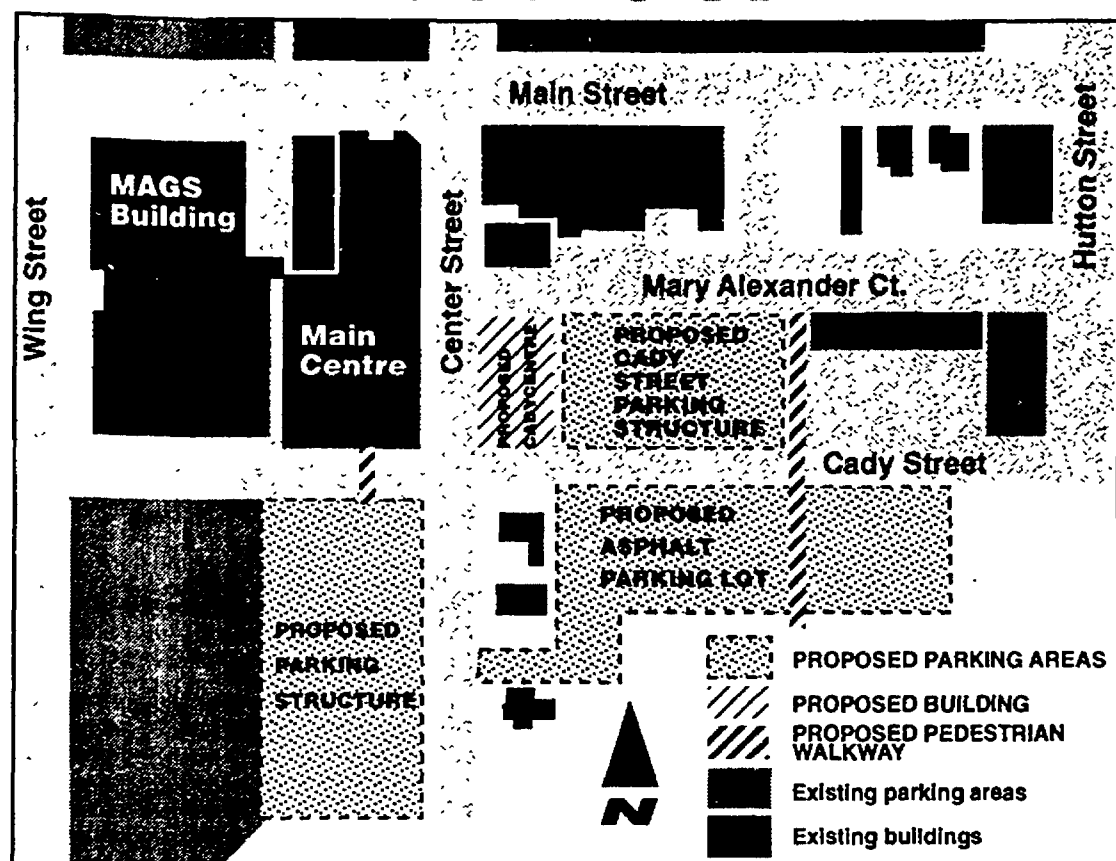 Main Street
Hutton Street
MAGS
Building
Wing Street
Center Street
Mary Alexander Ct.
Main
Centre
PROPOSED
CADYCENTRE
PROPOSED
CADY
STREET
PARKING
STRUCTURE
Cady Street
PROPOSED
ASPHALT
PARKING LOT
PROPOSED
PARKING
STRUCTURE
PROPOSED PARKING AREAS
PROPOSED BUILDING
PROPOSED PEDESTRIAN
WALKWAY
Existing parking areas
Existing buildings
N